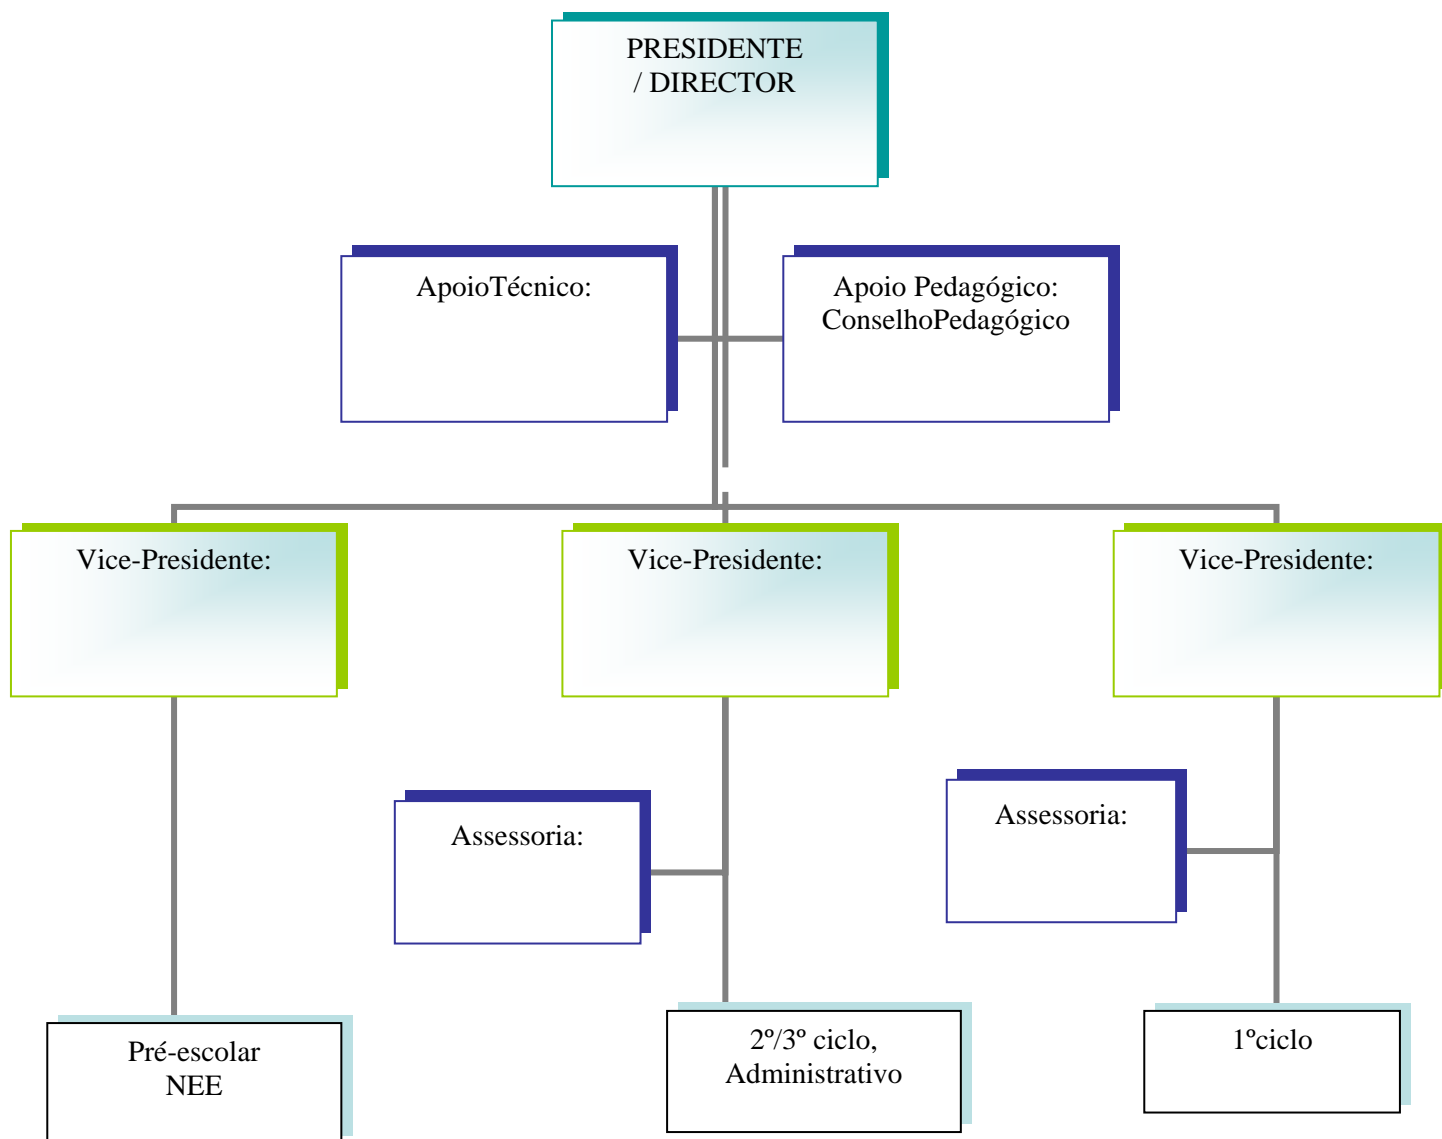 PRESIDENTE
/ DIRECTOR
ApoioTécnico:
Apoio Pedagógico:
ConselhoPedagógico
Vice-Presidente:
Vice-Presidente:
Vice-Presidente:
Assessoria:
Assessoria:
Pré-escolar
NEE
2º/3º ciclo,
Administrativo
1ºciclo